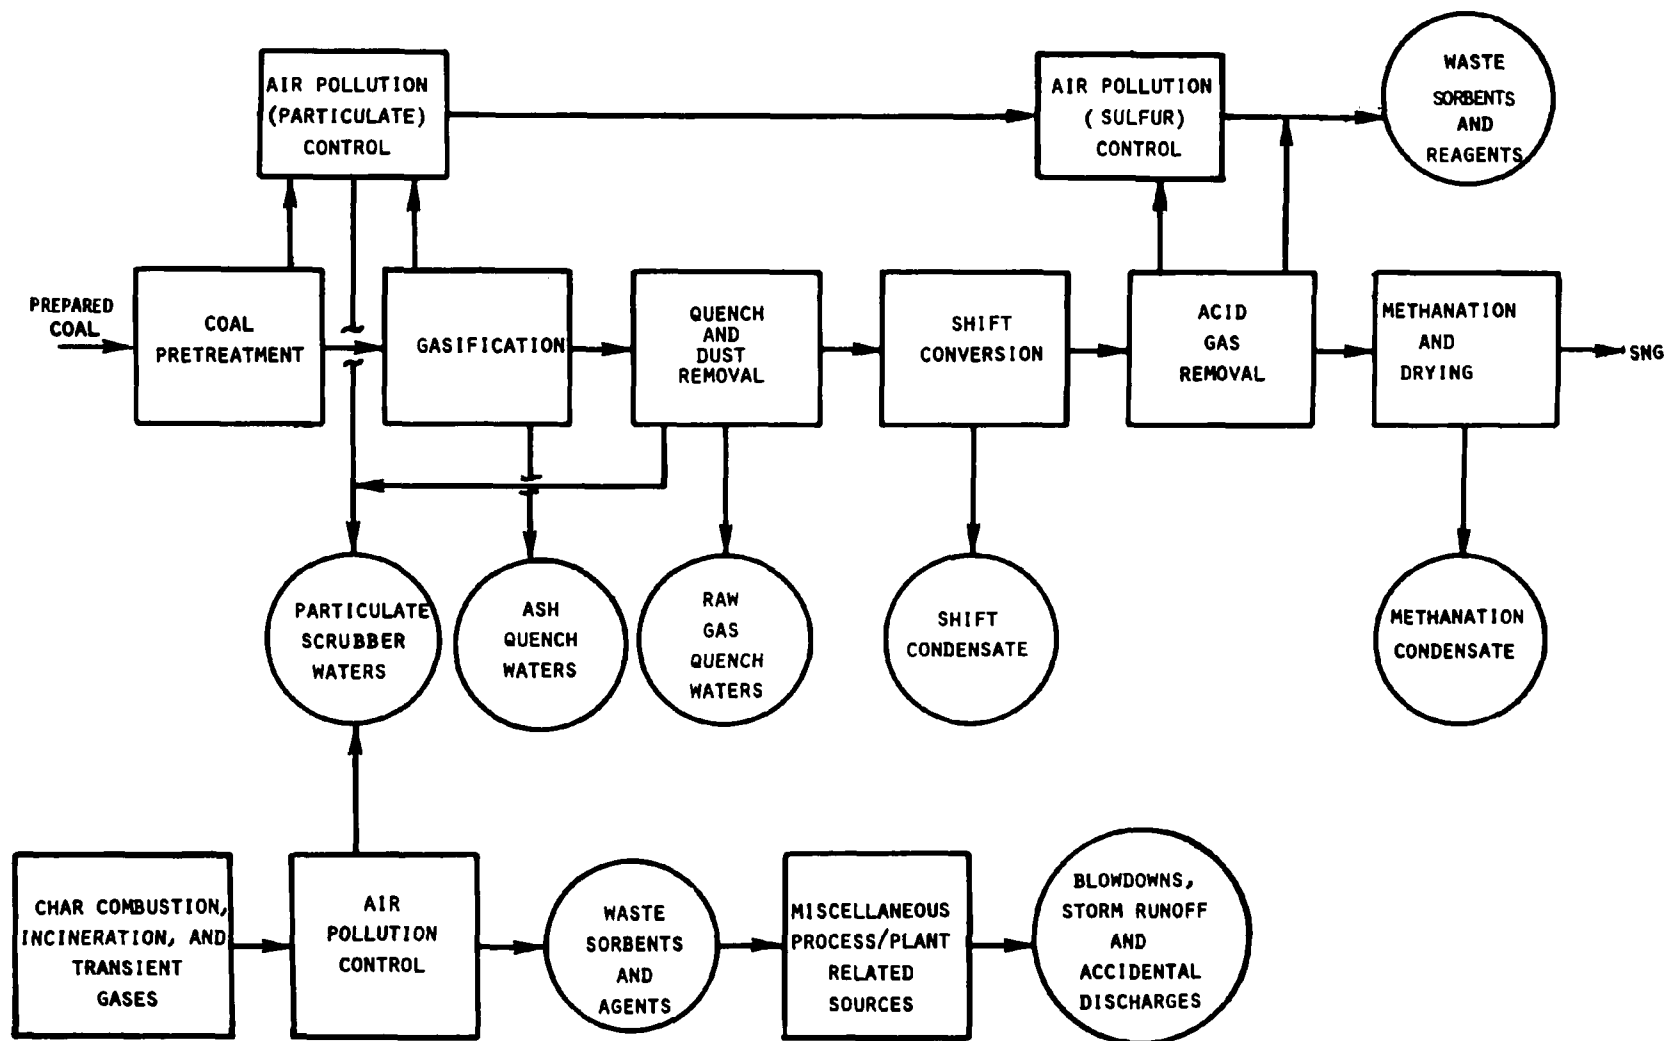 AIR POLLUTION
(PARTICULATE)
CONTROL
AIR POLLUTION
( SULFUR)
CONTROL
WASTE
SORBENTS
AND
REAGENTS
PREPARED
COAL
COAL
PRETREATMENT
GASIFICATION
QUENCH
AND
DUST
REMOVAL
SHIFT
CONVERSION
ACID
GAS
REMOVAL
METHANATION
AND
DRYING
SNG
PARTICULATE
SCRUBBER
WATERS
ASH
QUENCH
WATERS
RAW
GAS
QUENCH
WATERS
SHIFT
CONDENSATE
METHANATION
CONDENSATE
CHAR COMBUSTION,
INCINERATION, AND
TRANSIENT
GASES
AIR
POLLUTION
CONTROL
WASTE
SORBENTS
AND
AGENTS
MISCELLANEOUS
PROCESS/PLANT
RELATED
SOURCES
BLOWDOWNS,
STORM RUNOFF
AND
ACCIDENTAL
DISCHARGES